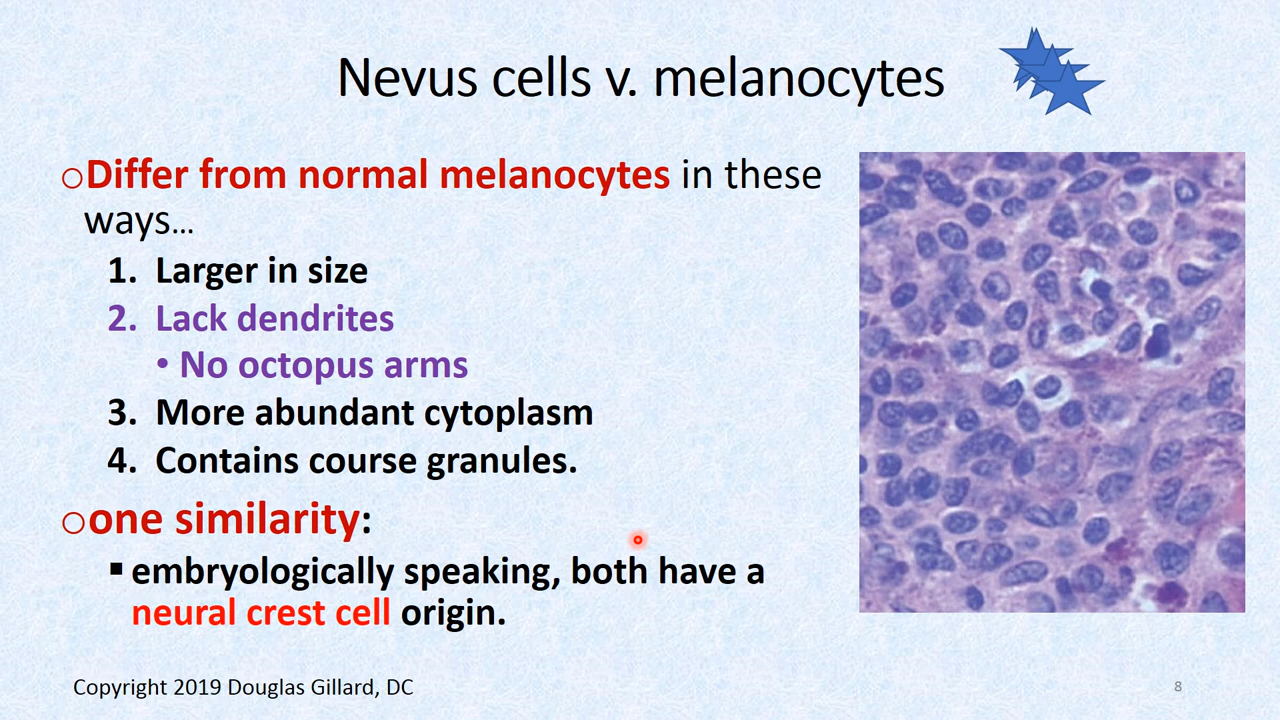 Nevus cells v. melanocytes
○Differ from normal melanocytes in these
ways…
1. Larger in size
2. Lack dendrites
• No octopus arms
3. More abundant cytoplasm
4. Contains course granules.
○one similarity:
▪ embryologically speaking, both have a
neural crest cell origin.
Copyright 2019 Douglas Gillard, DC
8